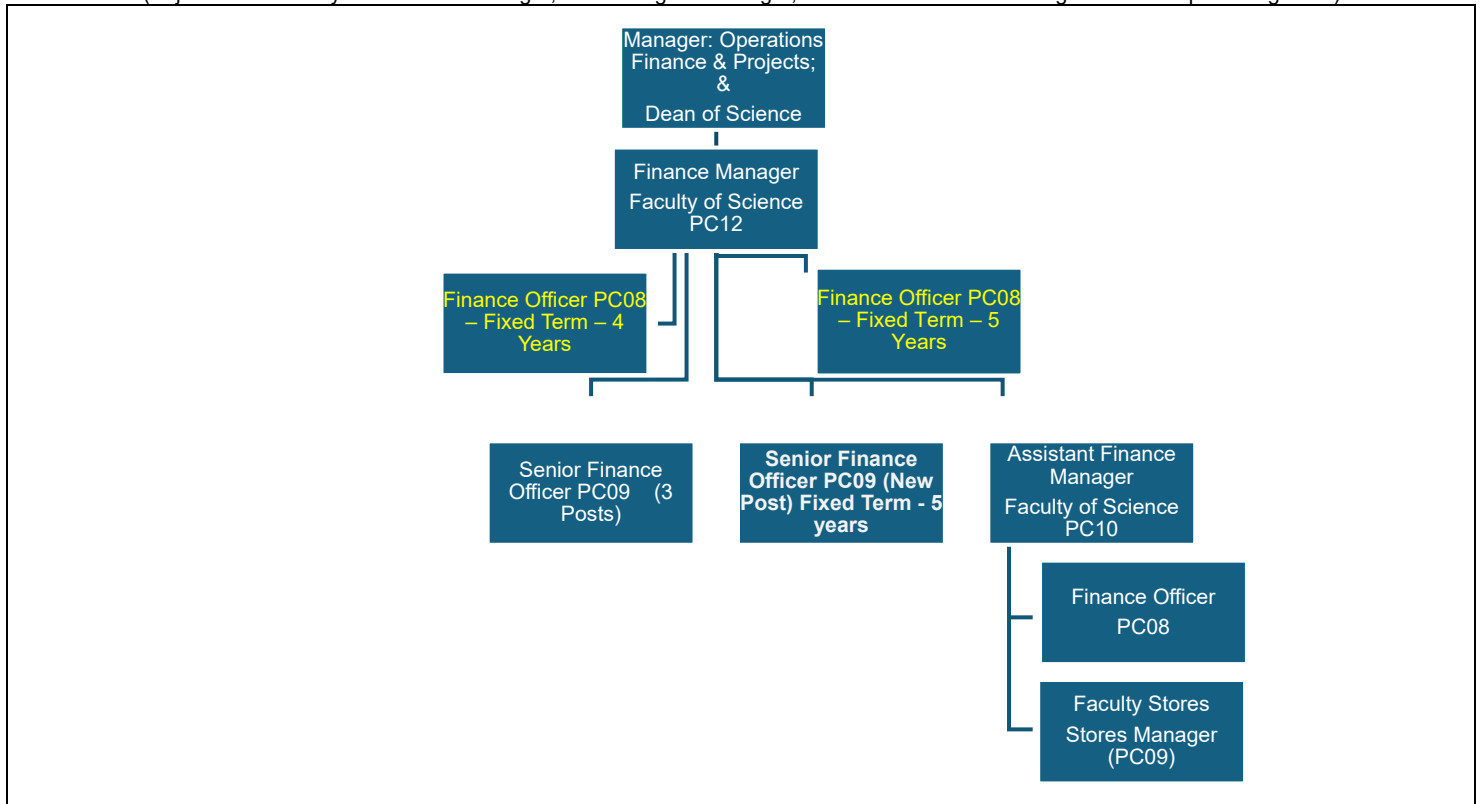 Manager: Operations
Finance & Projects;
&
Dean of Science
Finance Manager
Faculty of Science
PC12
Finance Officer PC08
– Fixed Term – 4
Years
Finance Officer PC08
– Fixed Term – 5
Years
Senior Finance
Officer PC09 (3
Posts)
Senior Finance
Officer PC09 (New
Post) Fixed Term - 5
years
Assistant Finance
Manager
Faculty of Science
PC10
Finance Officer
PC08
Faculty Stores
Stores Manager
(PC09)